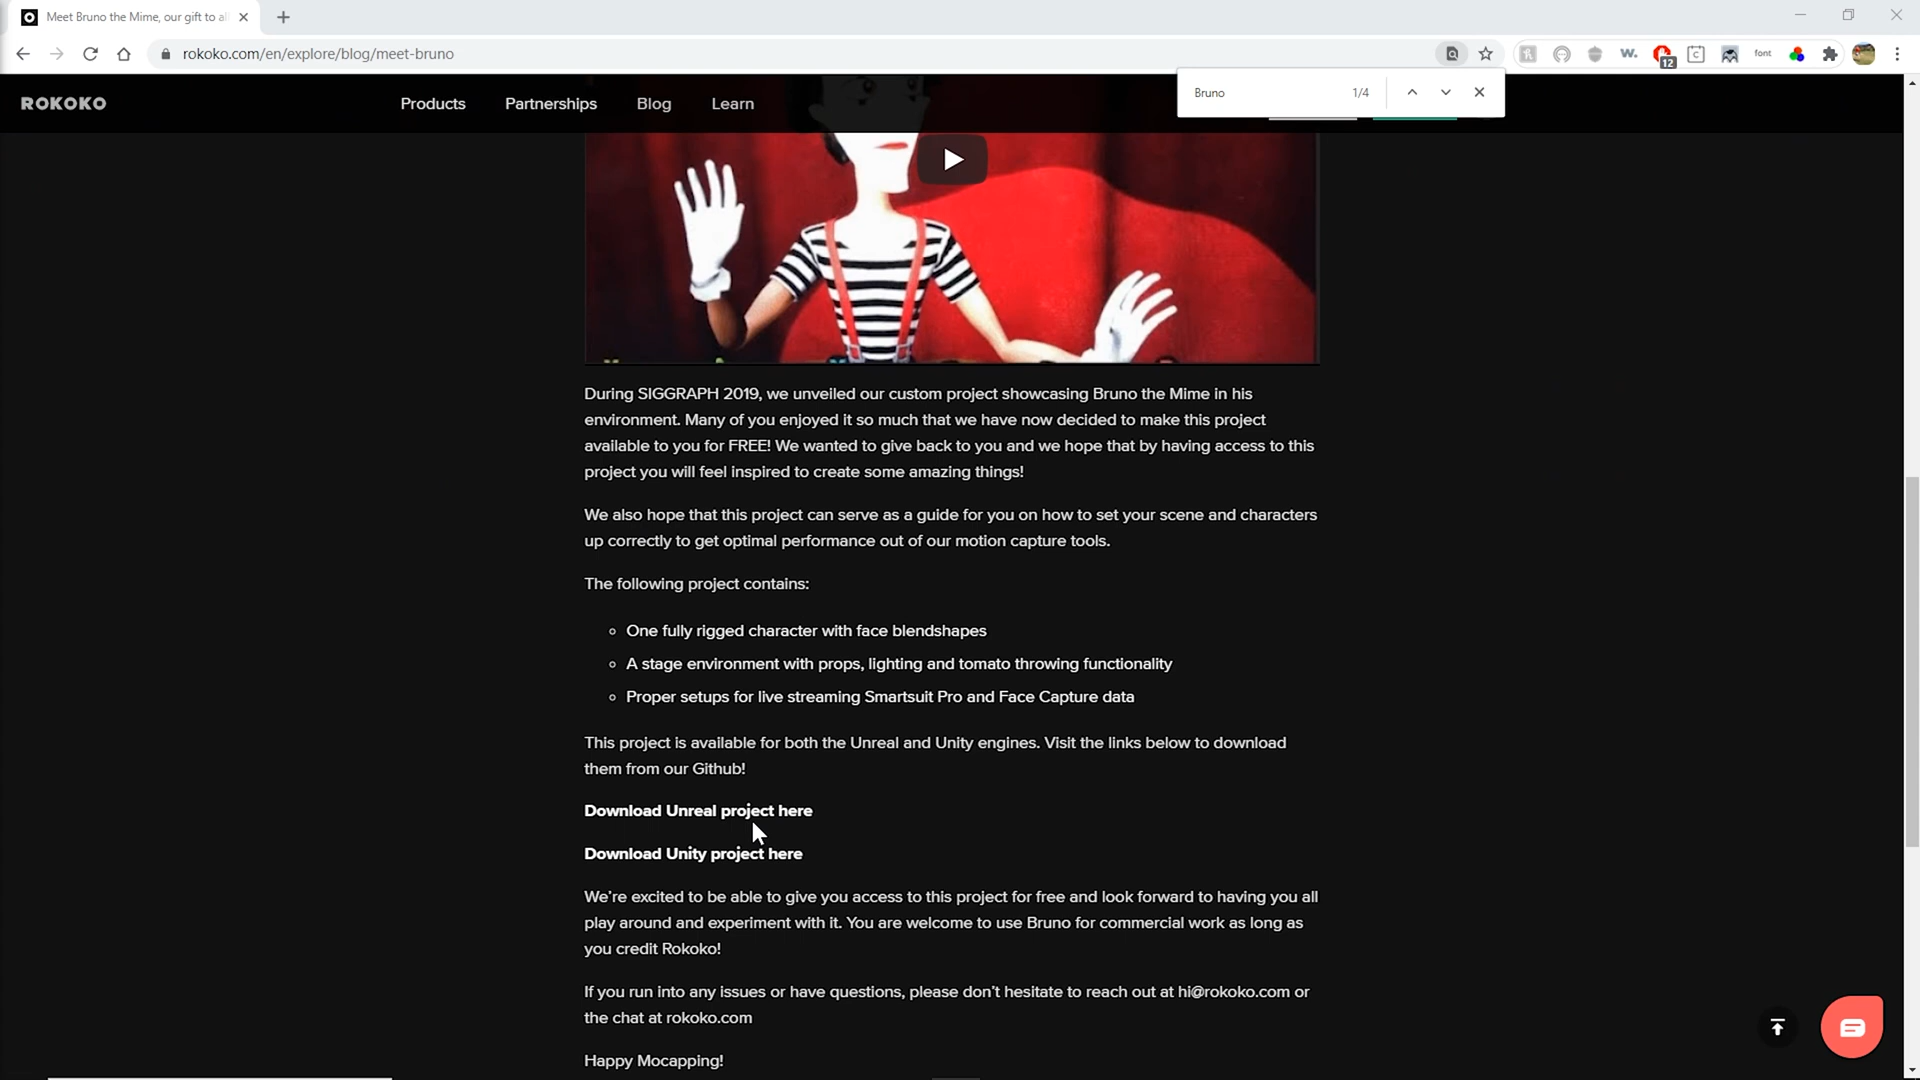 Meet Bruno the Mime, our gift to al
rokoko.com/en/explore/blog/meet-bruno
W.
12
C
font
Bruno
1/4
ROKOKO
Products
Partnerships
Blog
Learn
During SIGGRAPH 2019, we unveiled our custom project showcasing Bruno the Mime in his
environment. Many of you enjoyed it so much that we have now decided to make this project
available to you for FREE! We wanted to give back to you and we hope that by having access to this
project you will feel inspired to create some amazing things!
We also hope that this project can serve as a guide for you on how to set your scene and characters
up correctly to get optimal performance out of our motion capture tools.
The following project contains:
One fully rigged character with face blendshapes
A stage environment with props, lighting and tomato throwing functionality
Proper setups for live streaming Smartsuit Pro and Face Capture data
This project is available for both the Unreal and Unity engines. Visit the links below to download
them from our Github!
Download Unreal project here
Download Unity project here
We're excited to be able to give you access to this project for free and look forward to having you all
play around and experiment with it. You are welcome to use Bruno for commercial work as long as
you credit Rokoko!
If you run into any issues or have questions, please don't hesitate to reach out at hi@rokoko.com or
the chat at rokoko.com
Happy Mocapping!